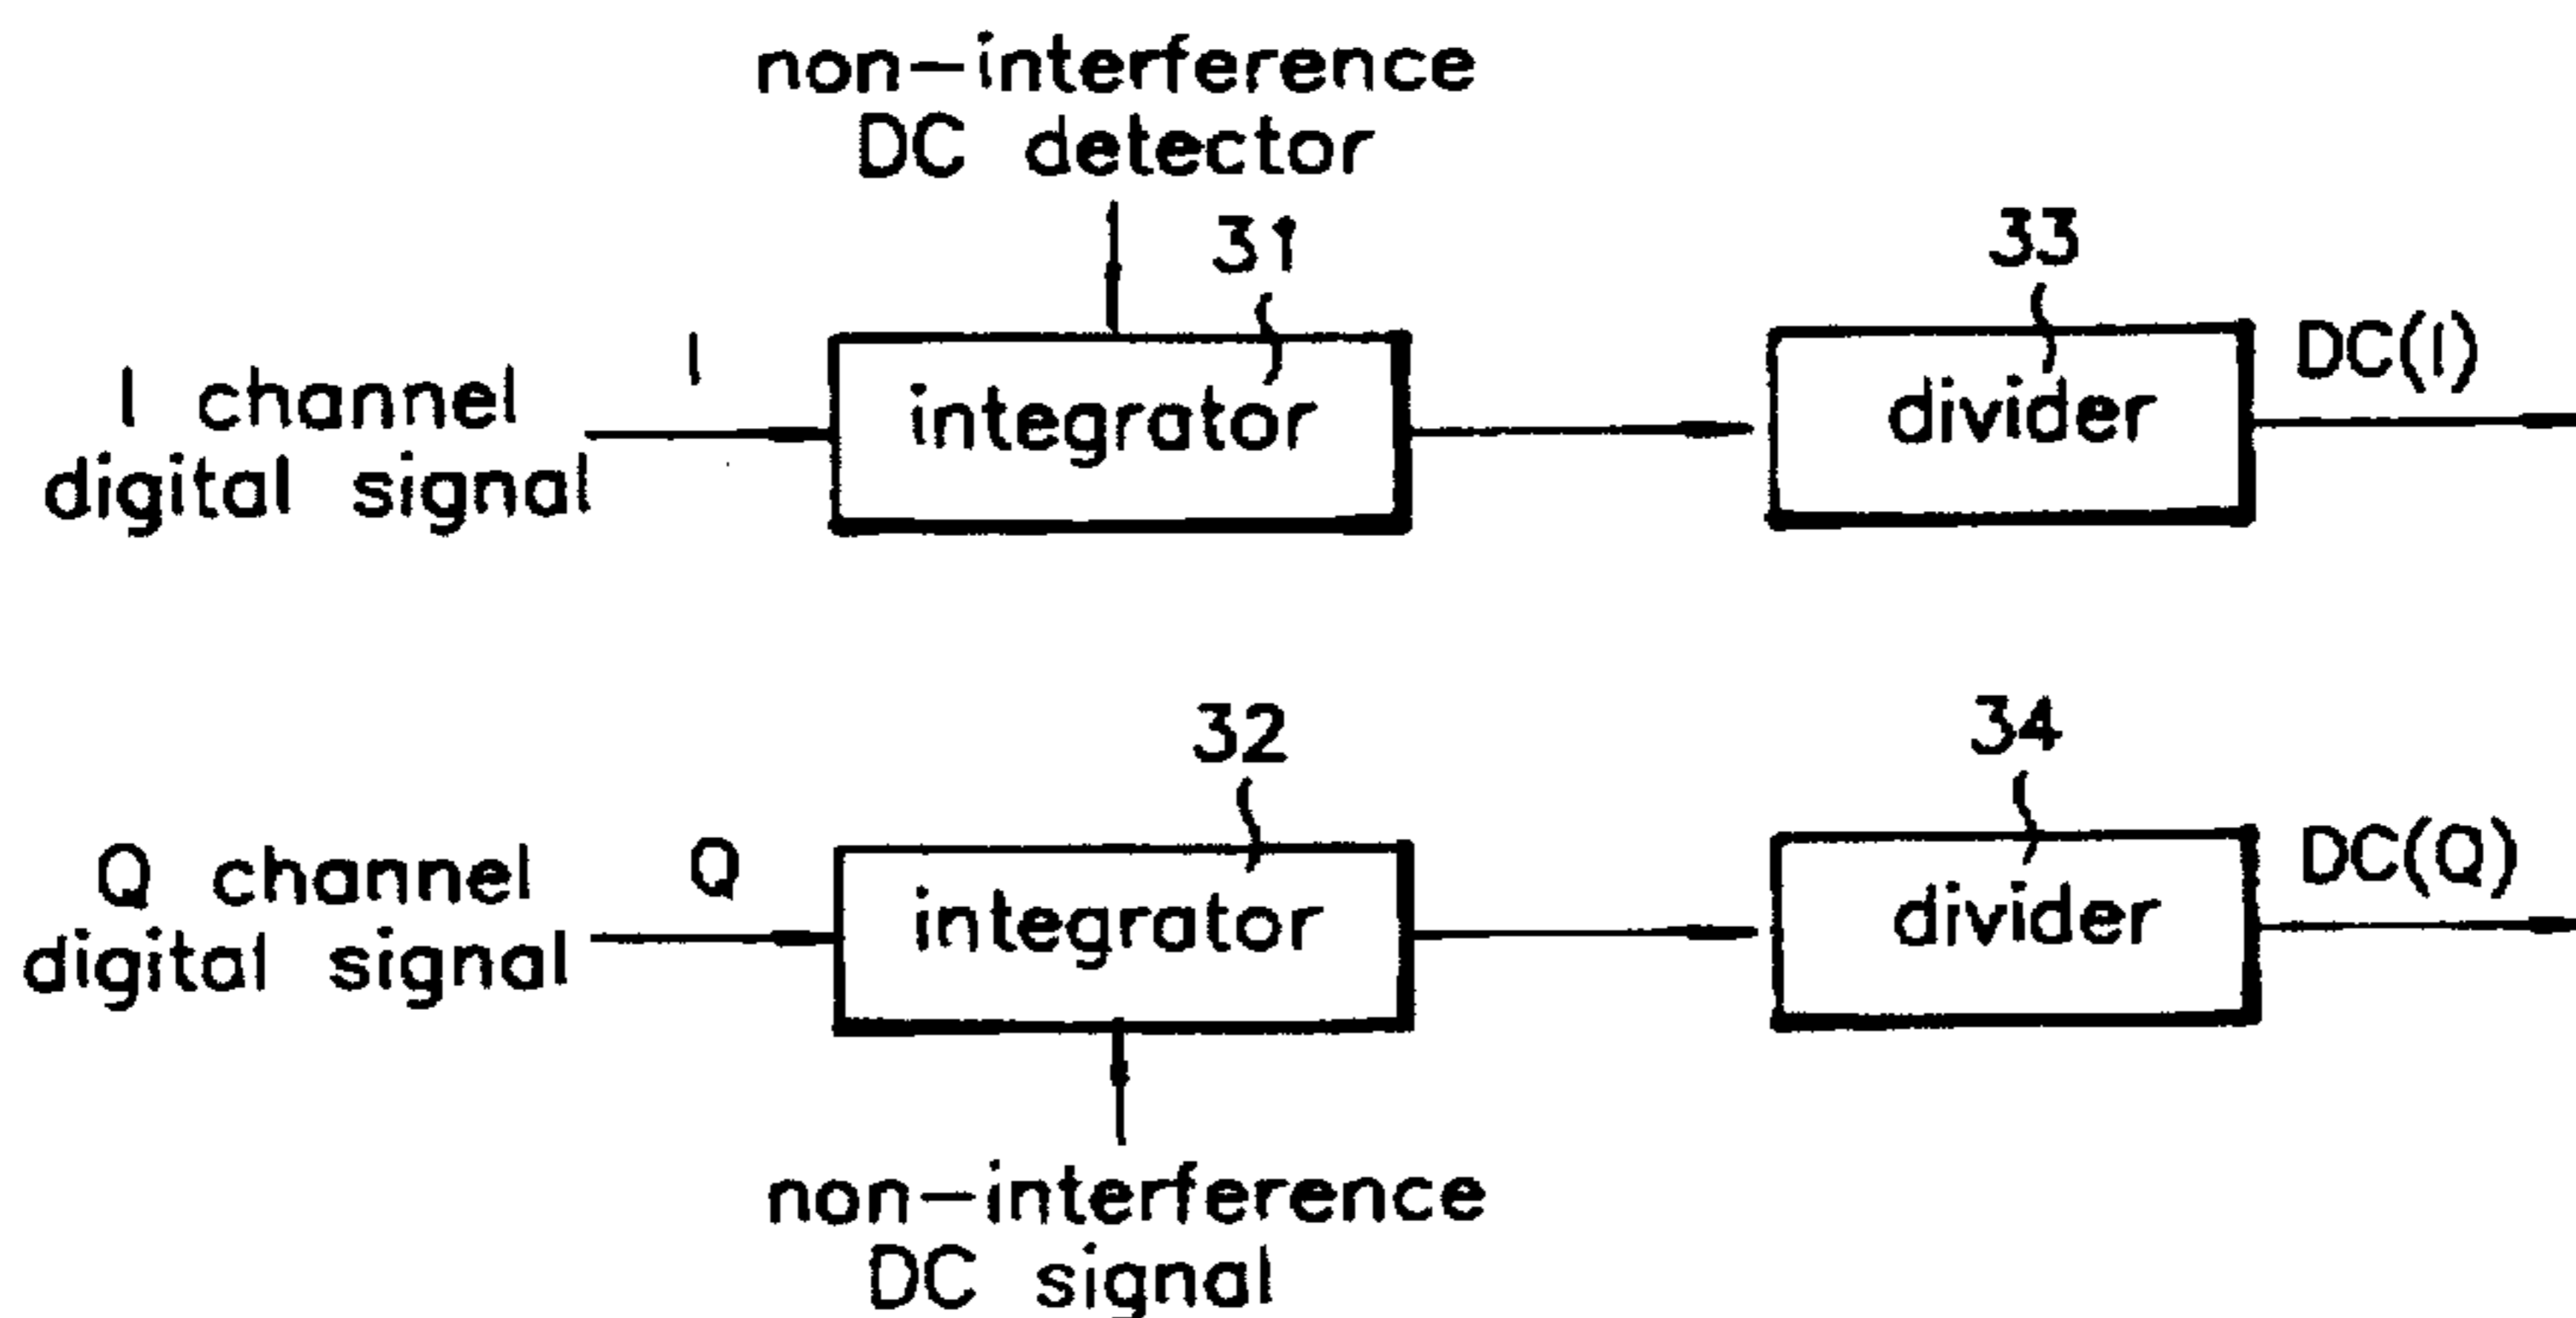 non-interference
DC detector
31
33
I channel
digital signal
I
integrator
divider
DC(I)
32
34
Q channel
digital signal
Q
integrator
divider
DC(Q)
non-interference
DC signal